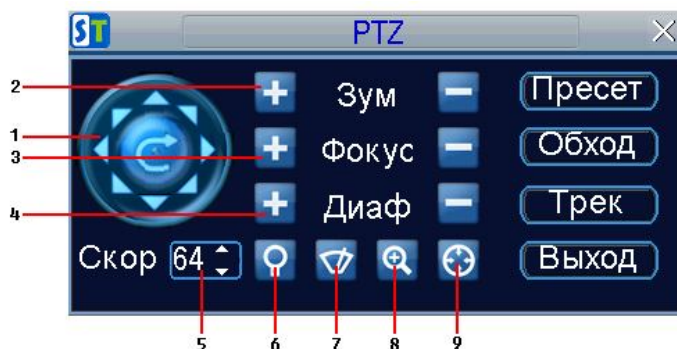 ST PTZ
2 + Зум - Пресет
1
3 + Фокус - Обход
4 + Диаф - Трек
Скор 64 Выход
5 6 7 8 9